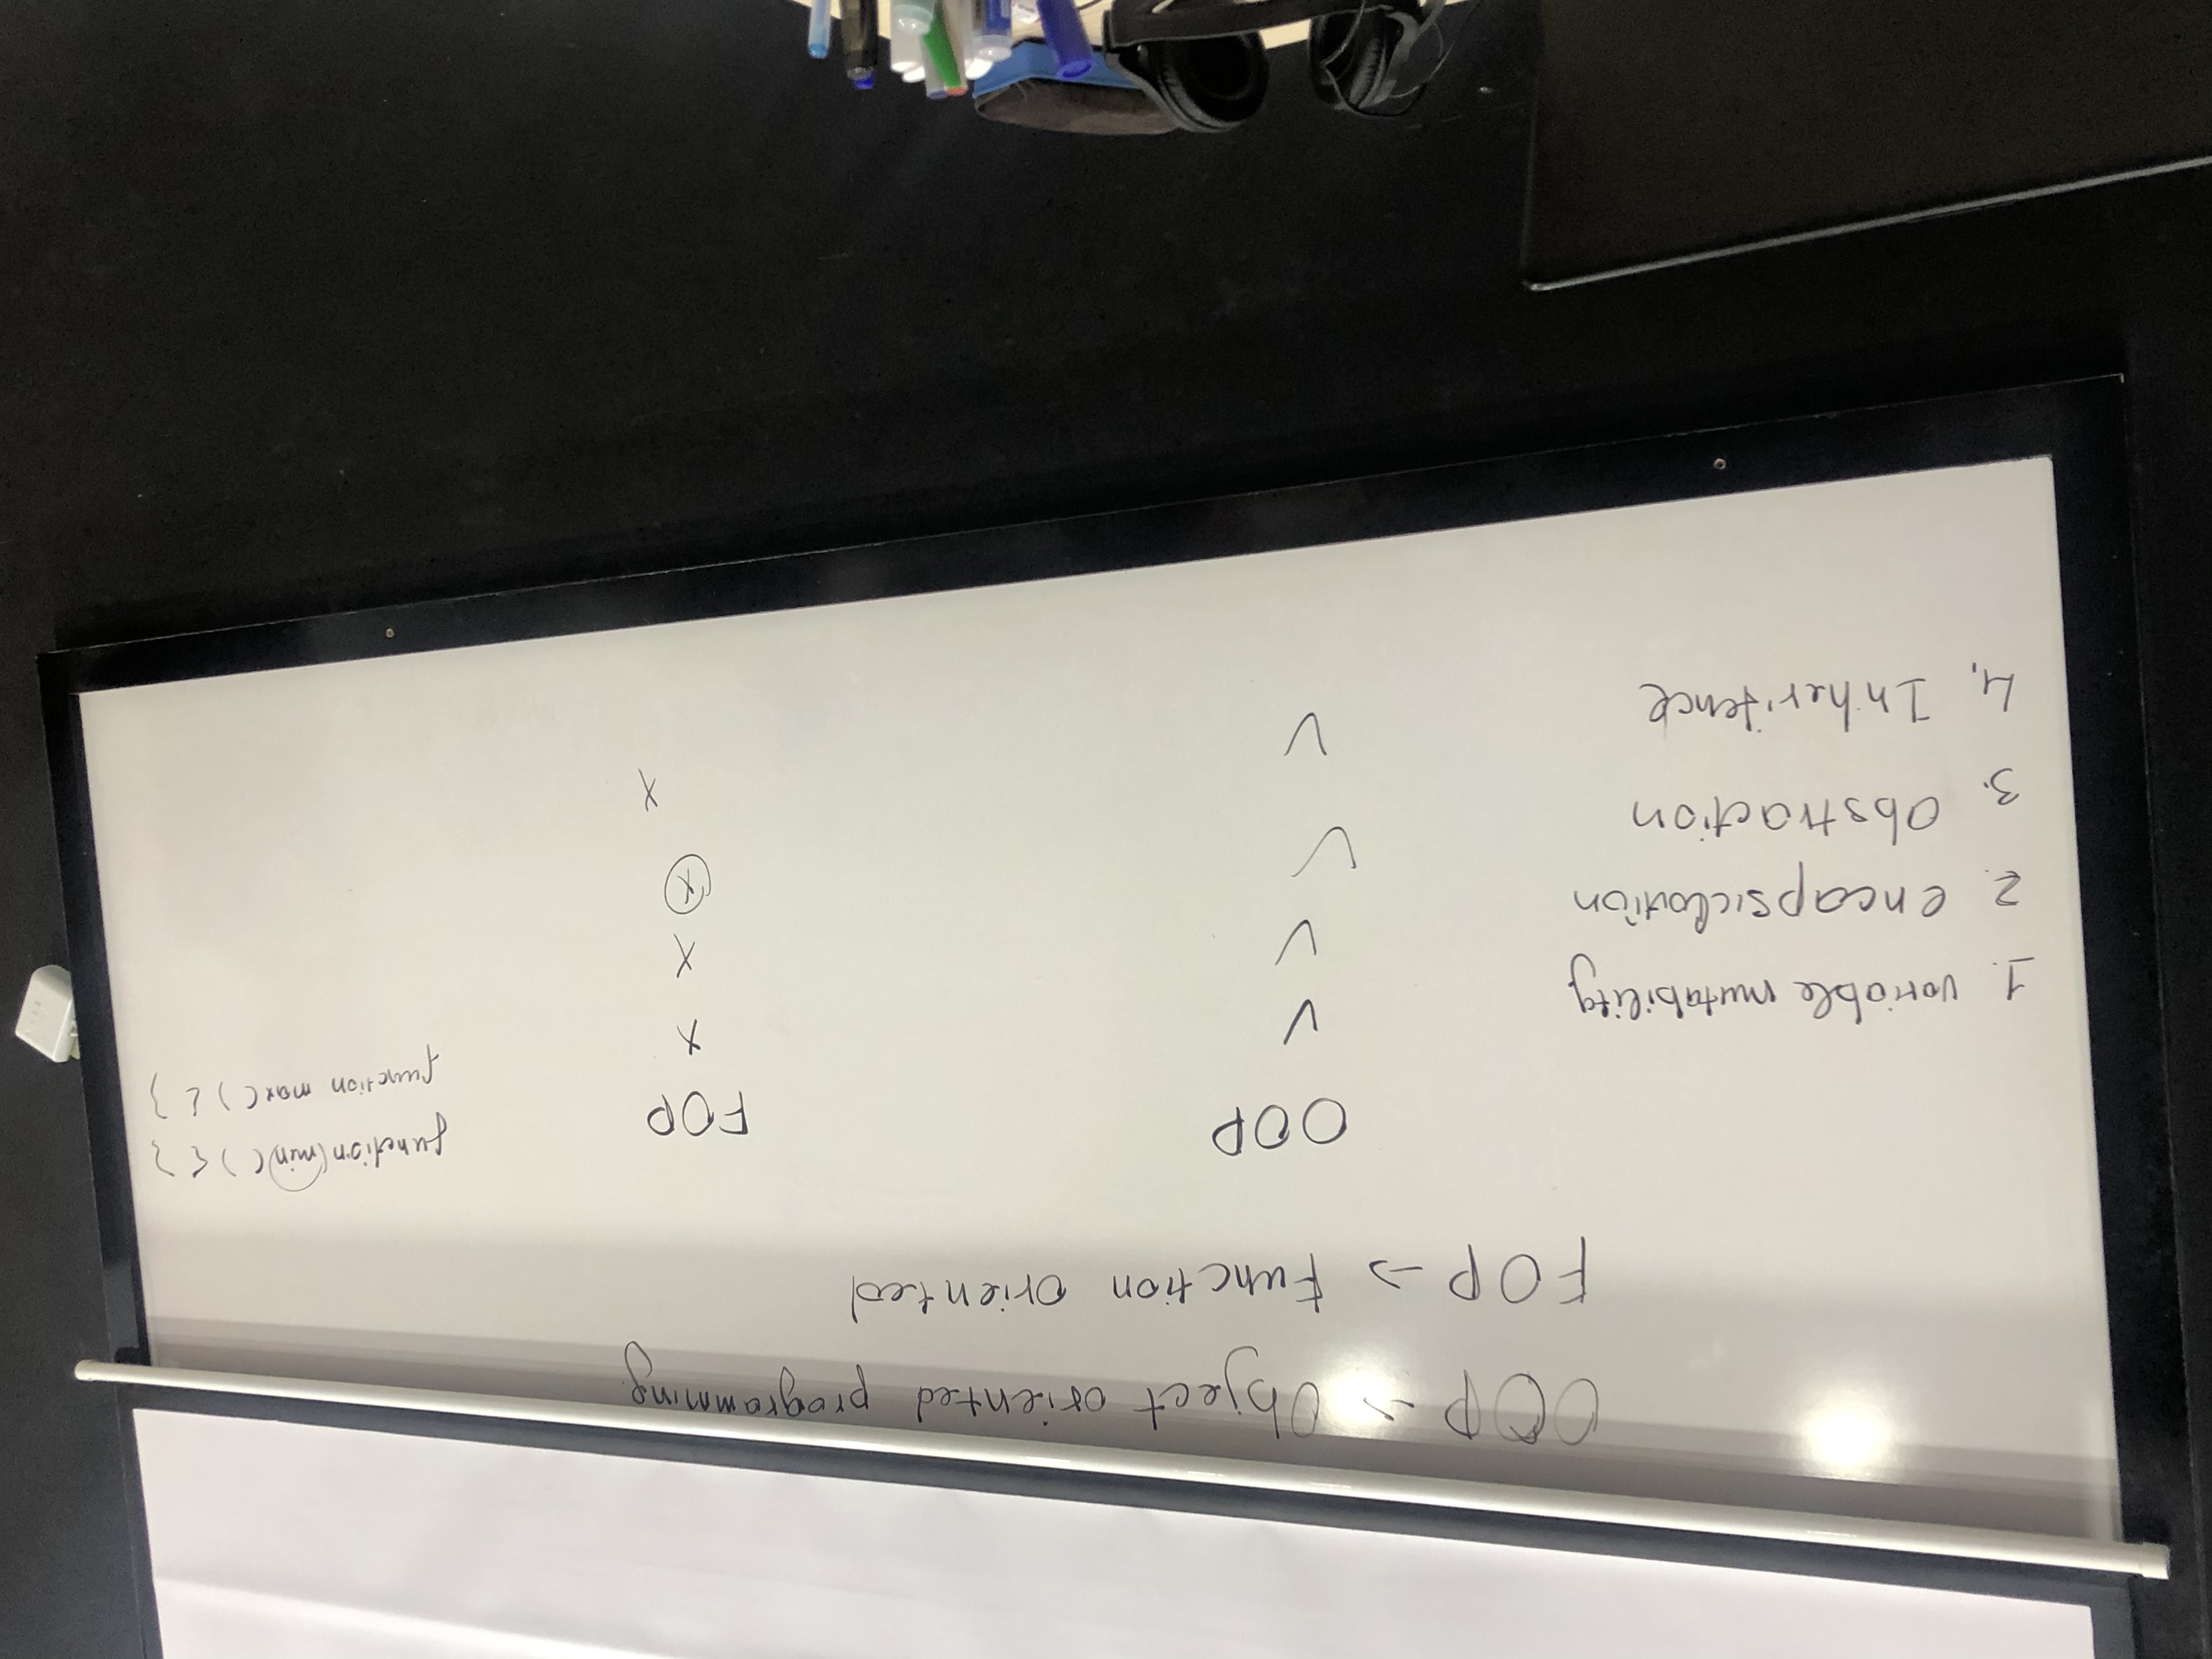 OOP -> Object oriented programming.
FOP -> Function oriented
OOP FOP
function min() { }
function max() { }
1. variable mutability ✓ x
2. encapsiclation ✓ x
3. Abstraction ✓ x
4. Inheritence ✓ x